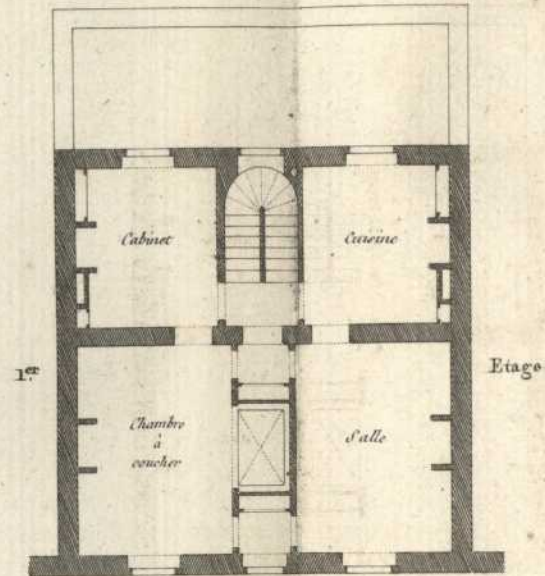 Cabinet
Cuisine
1.er
Etage
Chambre
à
coucher
Salle